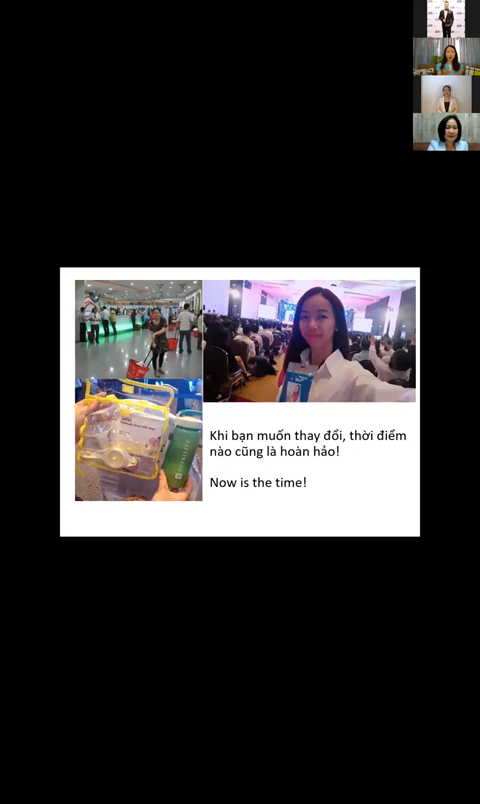 Khi bạn muốn thay đổi, thời điểm
nào cũng là hoàn hảo!
Now is the time!